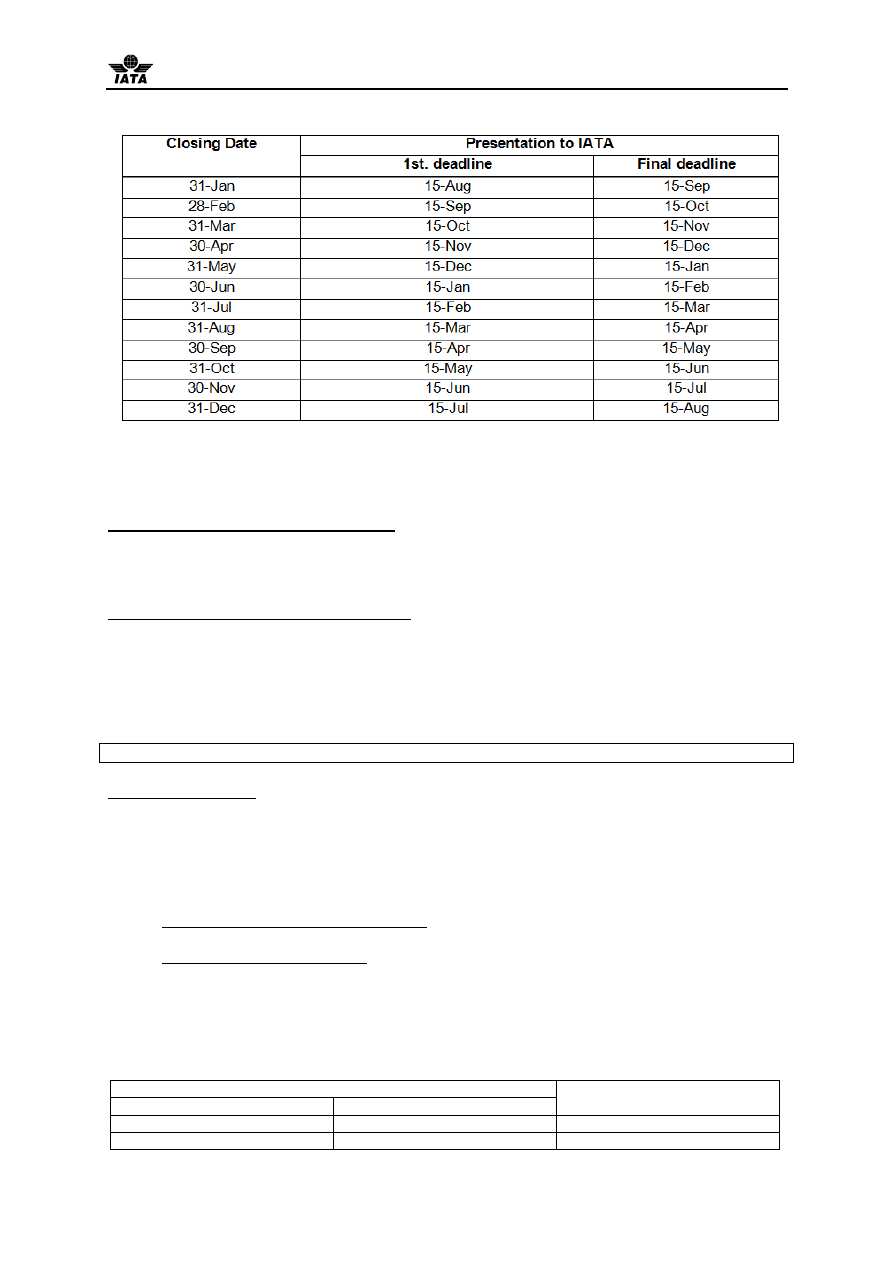 IATA
Closing Date Presentation to IATA
1st. deadline Final deadline
31-Jan 15-Aug 15-Sep
28-Feb 15-Sep 15-Oct
31-Mar 15-Oct 15-Nov
30-Apr 15-Nov 15-Dec
31-May 15-Dec 15-Jan
30-Jun 15-Jan 15-Feb
31-Jul 15-Feb 15-Mar
31-Aug 15-Mar 15-Apr
30-Sep 15-Apr 15-May
31-Oct 15-May 15-Jun
30-Nov 15-Jun 15-Jul
31-Dec 15-Jul 15-Aug